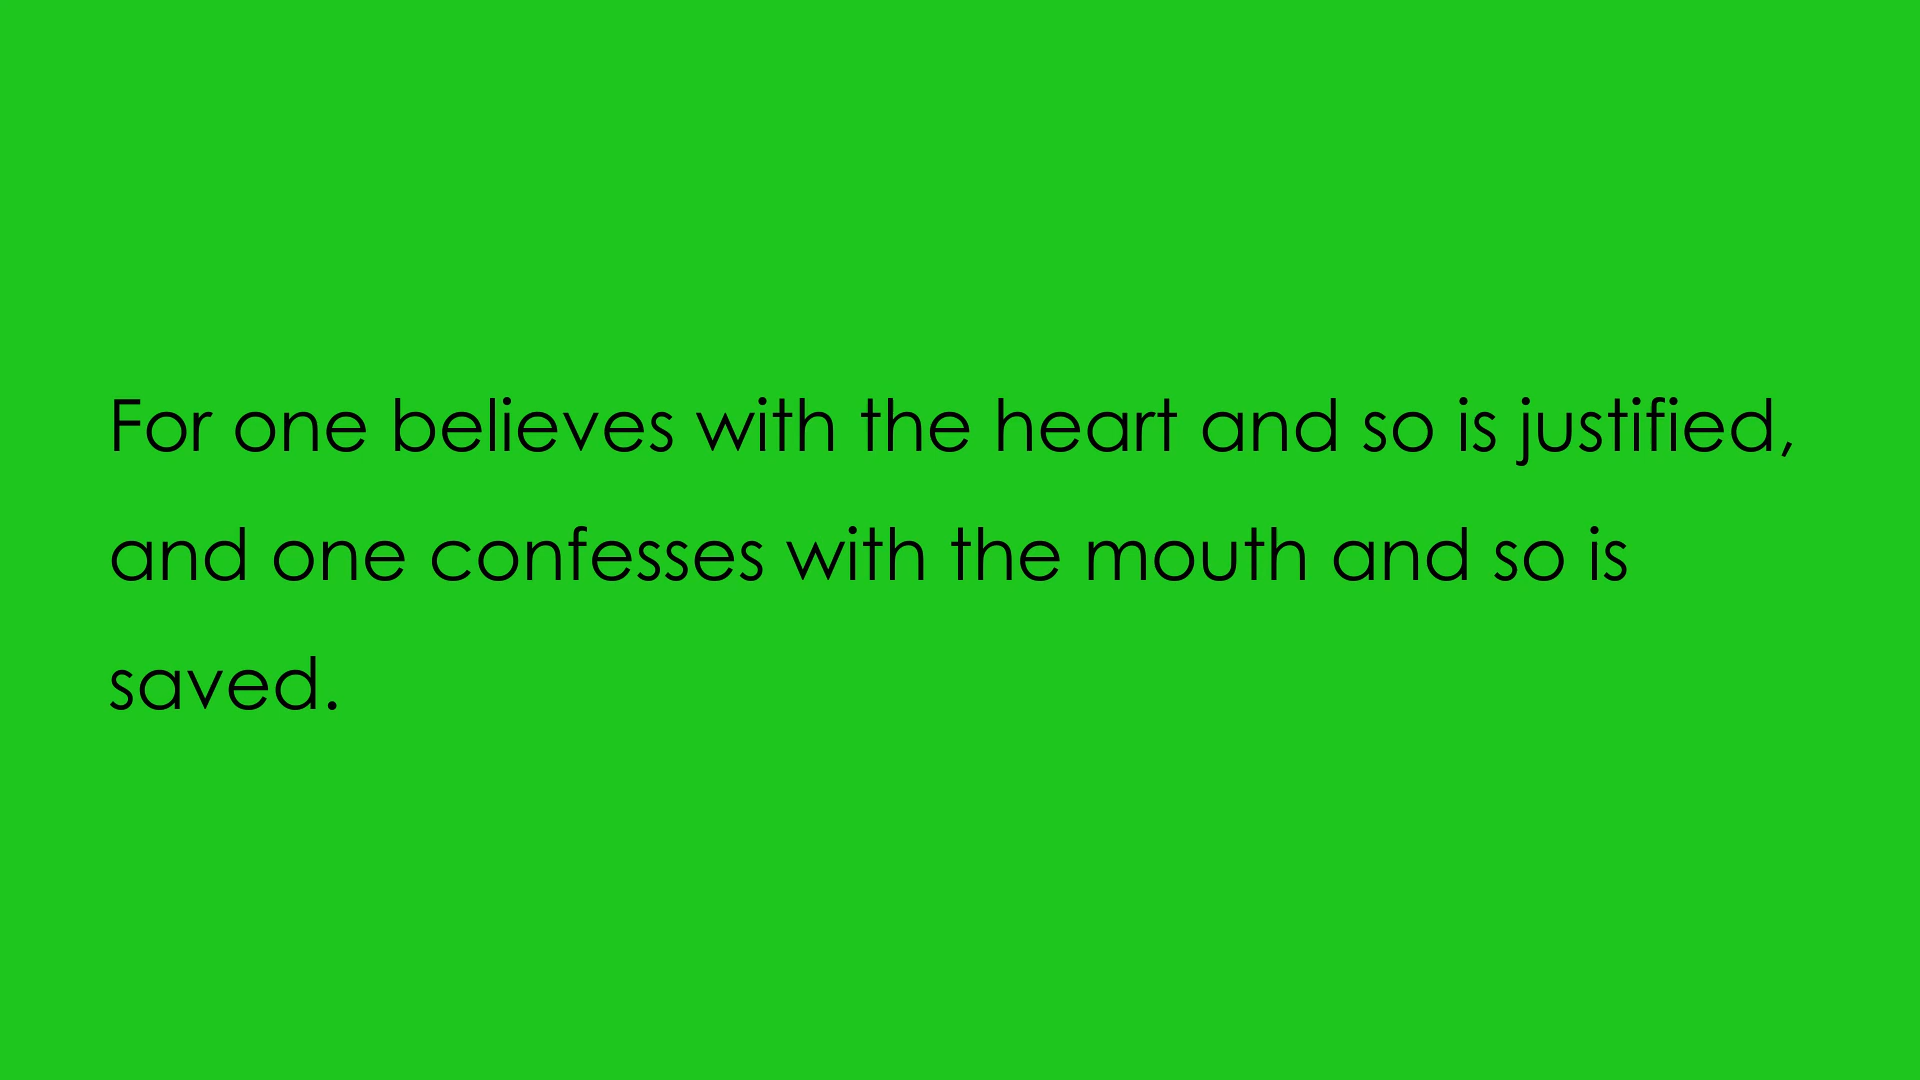 For one believes with the heart and so is justified,
and one confesses with the mouth and so is
saved.